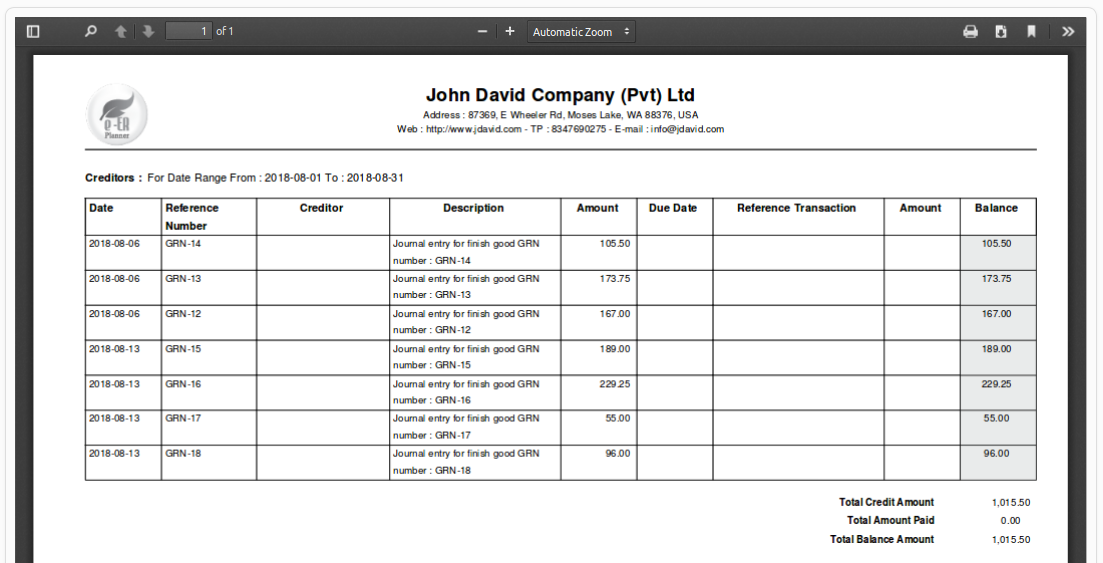 1 of 1
Automatic Zoom
e-ER
Planner
John David Company (Pvt) Ltd
Address : 87369, E Wheeler Rd, Moses Lake, WA 88376, USA
Web : http://www.jdavid.com - TP : 8347690275 - E-mail : info@jdavid.com
Creditors : For Date Range From : 2018-08-01 To : 2018-08-31
Date Reference Creditor Description Amount Due Date Reference Transaction Amount Balance
Number
2018-08-06 GRN-14 Journal entry for finish good GRN 105.50 105.50
number : GRN-14
2018-08-06 GRN-13 Journal entry for finish good GRN 173.75 173.75
number : GRN-13
2018-08-06 GRN-12 Journal entry for finish good GRN 167.00 167.00
number : GRN-12
2018-08-13 GRN-15 Journal entry for finish good GRN 189.00 189.00
number : GRN-15
2018-08-13 GRN-16 Journal entry for finish good GRN 229.25 229.25
number : GRN-16
2018-08-13 GRN-17 Journal entry for finish good GRN 55.00 55.00
number : GRN-17
2018-08-13 GRN-18 Journal entry for finish good GRN 96.00 96.00
number : GRN-18
Total Credit Amount 1,015.50
Total Amount Paid 0.00
Total Balance Amount 1,015.50